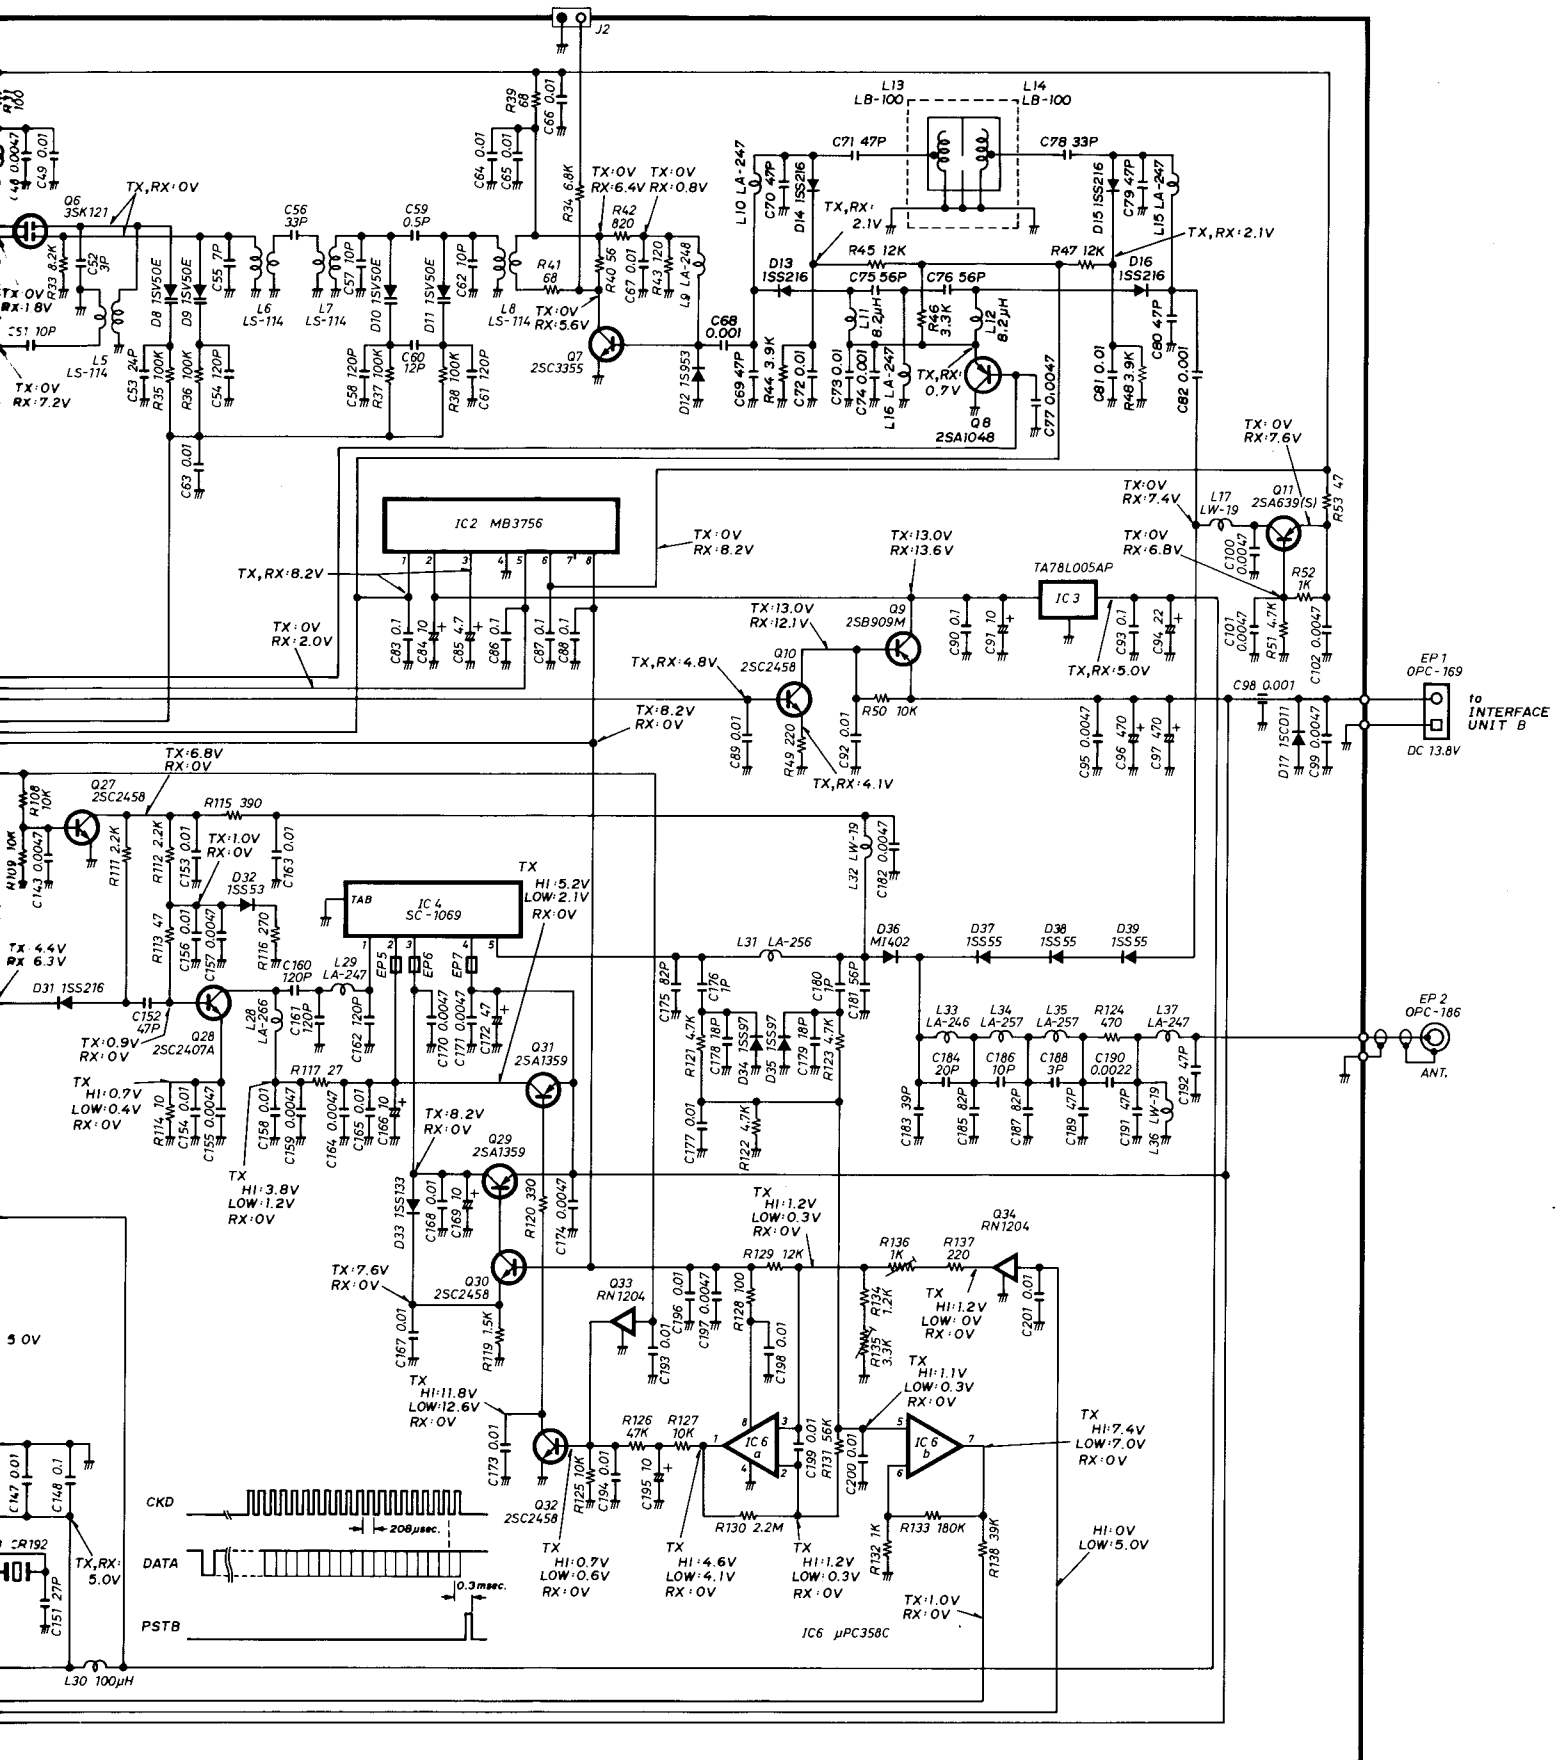 J2
R39 68
C66 0.01
C64 0.01
C65 0.01
R34 6.8K
L13
LB-100
L14
LB-100
C71 47P
C78 33P
L10 LA-247
C70 47P
D14 1SS216
D15 1SS216
C79 47P
L15 LA-247
100
C48 0.0047
C49 0.01
Q6
3SK121
TX,RX:0V
R33 8.2K
C52
3P
TX:0V
RX:1.8V
C51 10P
L5
LS-114
TX:0V
RX:7.2V
D8 1SV50E
D9 1SV50E
C55 7P
L6
LS-114
C56
33P
L7
LS-114
C57 10P
D10 1SV50E
C59
0.5P
D11 1SV50E
C62 10P
L8
LS-114
R41
68
TX:0V
RX:6.4V
TX:0V
RX:0.8V
R42
820
R40 56
C67 0.01
R43 120
L9 LA-248
TX:0V
RX:5.6V
Q7
2SC3355
C68
0.001
D12 1S953
C53 24P
R35 100K
R36 100K
C54 120P
C58 120P
R37 100K
C60
12P
R38 100K
C61 120P
C63 0.01
TX,RX:
2.1V
TX,RX:2.1V
R45 12K
R47 12K
D13
1SS216
C75 56P
C76 56P
D16
1SS216
L11
8.2µH
R46
3.3K
L12
8.2µH
C80 47P
C69 47P
R44 3.9K
C72 0.01
C73 0.01
C74 0.001
L16 LA-247
TX,RX:
0.7V
Q8
2SA1048
C77 0.0047
C81 0.01
R48 3.9K
C82 0.001
IC2 MB3756
1 2 3 4 5 6 7 8
TX,RX:8.2V
TX:0V
RX:8.2V
TX:0V
RX:2.0V
C83 0.1
C84 10
C85 4.7
C86 0.1
C87 0.1
C88 0.1
TX:13.0V
RX:13.6V
TX:13.0V
RX:12.1V
Q9
2SB909M
Q10
2SC2458
TX,RX:4.8V
C90 0.1
C91 10
TA78L005AP
IC3
C93 0.1
C94 22
TX,RX:5.0V
TX:0V
RX:7.4V
L17
LW-19
TX:0V
RX:7.6V
Q11
2SA639(S)
R53 47
TX:0V
RX:6.8V
C100
0.0047
R52
1K
C101
0.0047
R51 4.7K
C102 0.0047
TX:8.2V
RX:0V
C89 0.01
R49 220
R50 10K
C92 0.01
TX,RX:4.1V
C95 0.0047
C96 470
C97 470
C98 0.001
D17 15CD11
C99 0.0047
EP1
OPC-169
to
INTERFACE
UNIT B
DC 13.8V
R108
10K
Q27
2SC2458
TX:6.8V
RX:0V
R109 10K
C143 0.0047
R111 2.2K
R112 2.2K
C153 0.01
R115 390
TX:1.0V
RX:0V
C163 0.01
D32
1SS53
R113 47
C156 0.01
C157 0.0047
R116 270
TX:4.4V
RX 6.3V
D31 1SS216
C152
47P
Q28
2SC2407A
TX:0.9V
RX:0V
TAB
IC4
SC-1069
1 2 3 4 5
TX
HI:5.2V
LOW:2.1V
RX:0V
EP5
EP6
EP7
C160
120P
L29
LA-247
L28
LA-266
C161
120P
C162 120P
C170 0.0047
C171 0.0047
C172 47
Q31
2SA1359
L32 LW-19
C182 0.0047
L31 LA-256
C175 82P
C176
1P
C180
1P
C181 56P
D36
MI402
D37
1SS55
D38
1SS55
D39
1SS55
R121 4.7K
C178 18P
D34 1SS97
D35 1SS97
C179 18P
R123 4.7K
C177 0.01
R122 4.7K
L33
LA-246
L34
LA-257
L35
LA-257
R124
470
L37
LA-247
C184
20P
C186
10P
C188
3P
C190
0.0022
C192 47P
C183 39P
C185 82P
C187 82P
C189 47P
C191 47P
L36 LW-19
EP2
OPC-186
ANT.
TX
HI:0.7V
LOW:0.4V
RX:0V
R114 10
C154 0.01
C155 0.0047
R117 27
C158 0.01
C159 0.0047
C164 0.0047
C165 0.01
C166 10
TX
HI:3.8V
LOW:1.2V
RX:0V
TX:8.2V
RX:0V
Q29
2SA1359
D33 1SS133
C168 0.01
C169 10
R120 330
C174 0.0047
TX:7.6V
RX:0V
Q30
2SC2458
C167 0.01
R119 1.5K
Q33
RN1204
C193 0.01
C196 0.01
C197 0.0047
R128 100
R129 12K
TX
HI:1.2V
LOW:0.3V
RX:0V
R136
1K
R137
220
Q34
RN1204
R134
1.2K
R135
3.3K
TX
HI:1.2V
LOW:0V
RX:0V
C201 0.01
C198 0.01
5 0V
TX
HI:11.8V
LOW:12.6V
RX:0V
C173 0.01
Q32
2SC2458
R125 10K
C194 0.01
R126
47K
R127
10K
C195 10
IC6
a
8 3 1 4 2
C199 0.01
R131 56K
C200 0.01
TX
HI:1.1V
LOW:0.3V
RX:0V
IC6
b
5 7 6
TX
HI:7.4V
LOW:7.0V
RX:0V
R130 2.2M
R132 1K
R133 180K
R138 39K
HI:0V
LOW:5.0V
TX
HI:0.7V
LOW:0.6V
RX:0V
TX
HI:4.6V
LOW:4.1V
RX:0V
TX
HI:1.2V
LOW:0.3V
RX:0V
TX:1.0V
RX:0V
IC6 µPC358C
C147 0.01
C148 0.1
CR192
TX,RX:
5.0V
C151 27P
L30 100µH
CKD
208µsec.
DATA
0.3msec.
PSTB